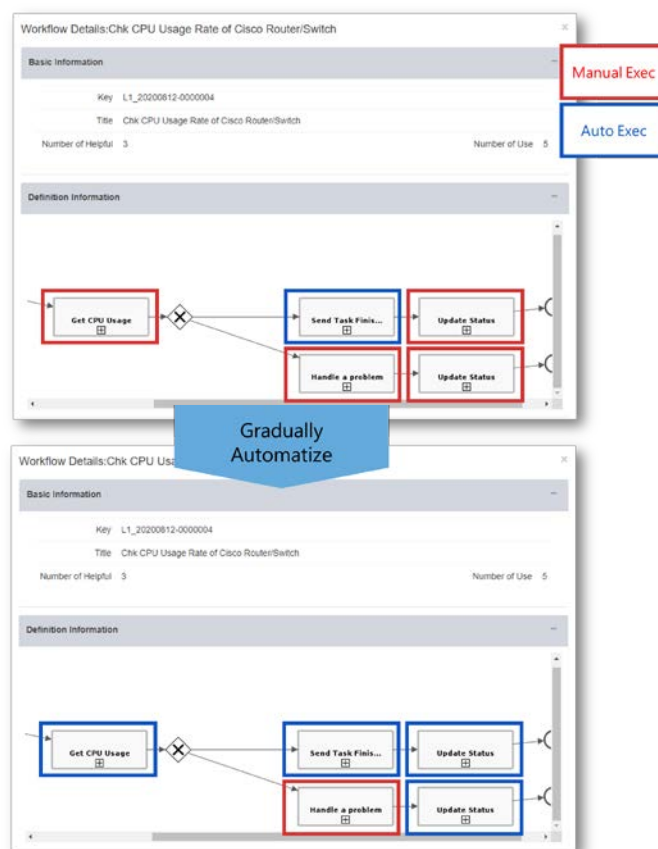 Workflow Details:Chk CPU Usage Rate of Cisco Router/Switch
Basic Information
Manual Exec
Key L1_20200812-0000004
Title Chk CPU Usage Rate of Cisco Router/Switch
Auto Exec
Number of Helpful 3 Number of Use 5
Definition Information
Get CPU Usage
Send Task Finis...
Update Status
Handle a problem
Update Status
Gradually
Automatize
Workflow Details:Chk CPU Usa
Basic Information
Key L1_20200812-0000004
Title Chk CPU Usage Rate of Cisco Router/Switch
Number of Helpful 3 Number of Use 5
Definition Information
Get CPU Usage
Send Task Finis...
Update Status
Handle a problem
Update Status